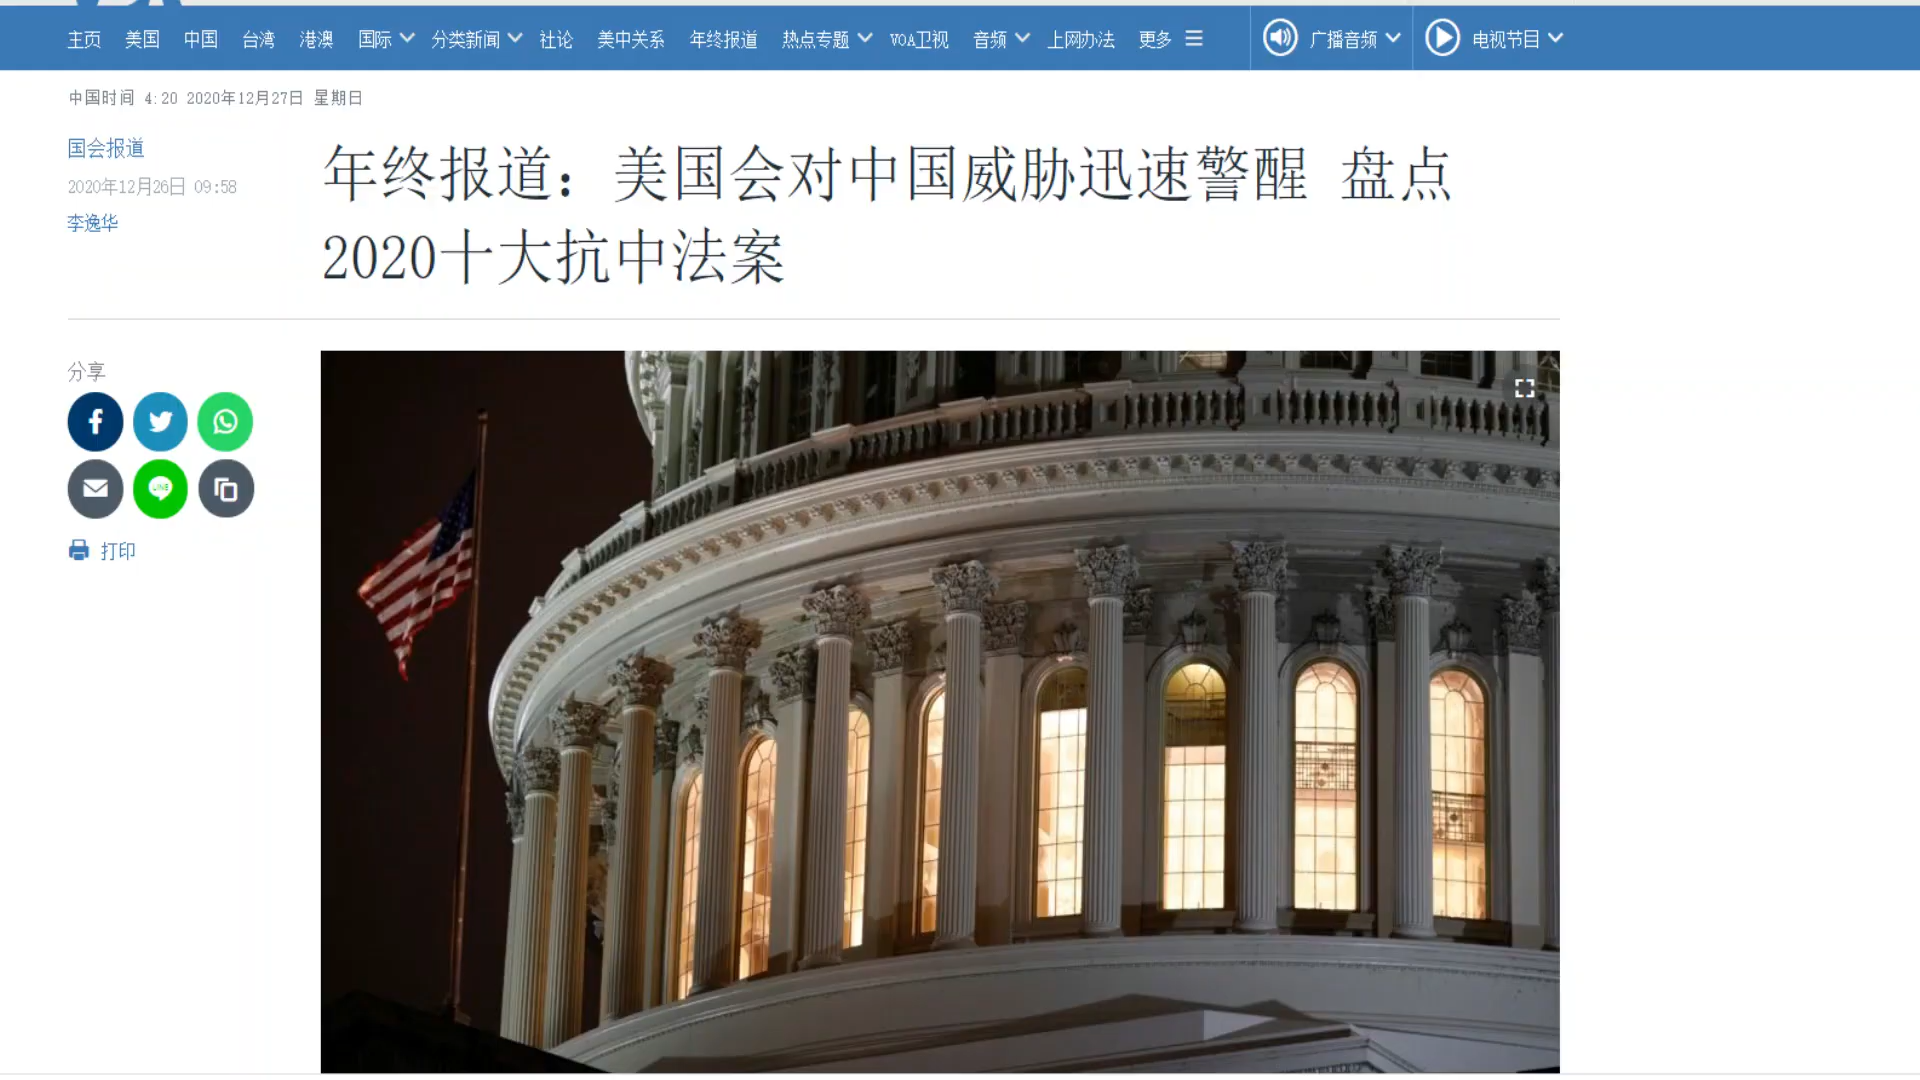 主页 美国 中国 台湾 港澳 国际 分类新闻 社论 美中关系 年终报道 热点专题 VOA卫视 音频 上网办法 更多 广播音频 电视节目
中国时间 4:20 2020年12月27日 星期日
国会报道
2020年12月26日 09:58
李逸华
年终报道：美国会对中国威胁迅速警醒 盘点
2020十大抗中法案
分享
LINE
打印